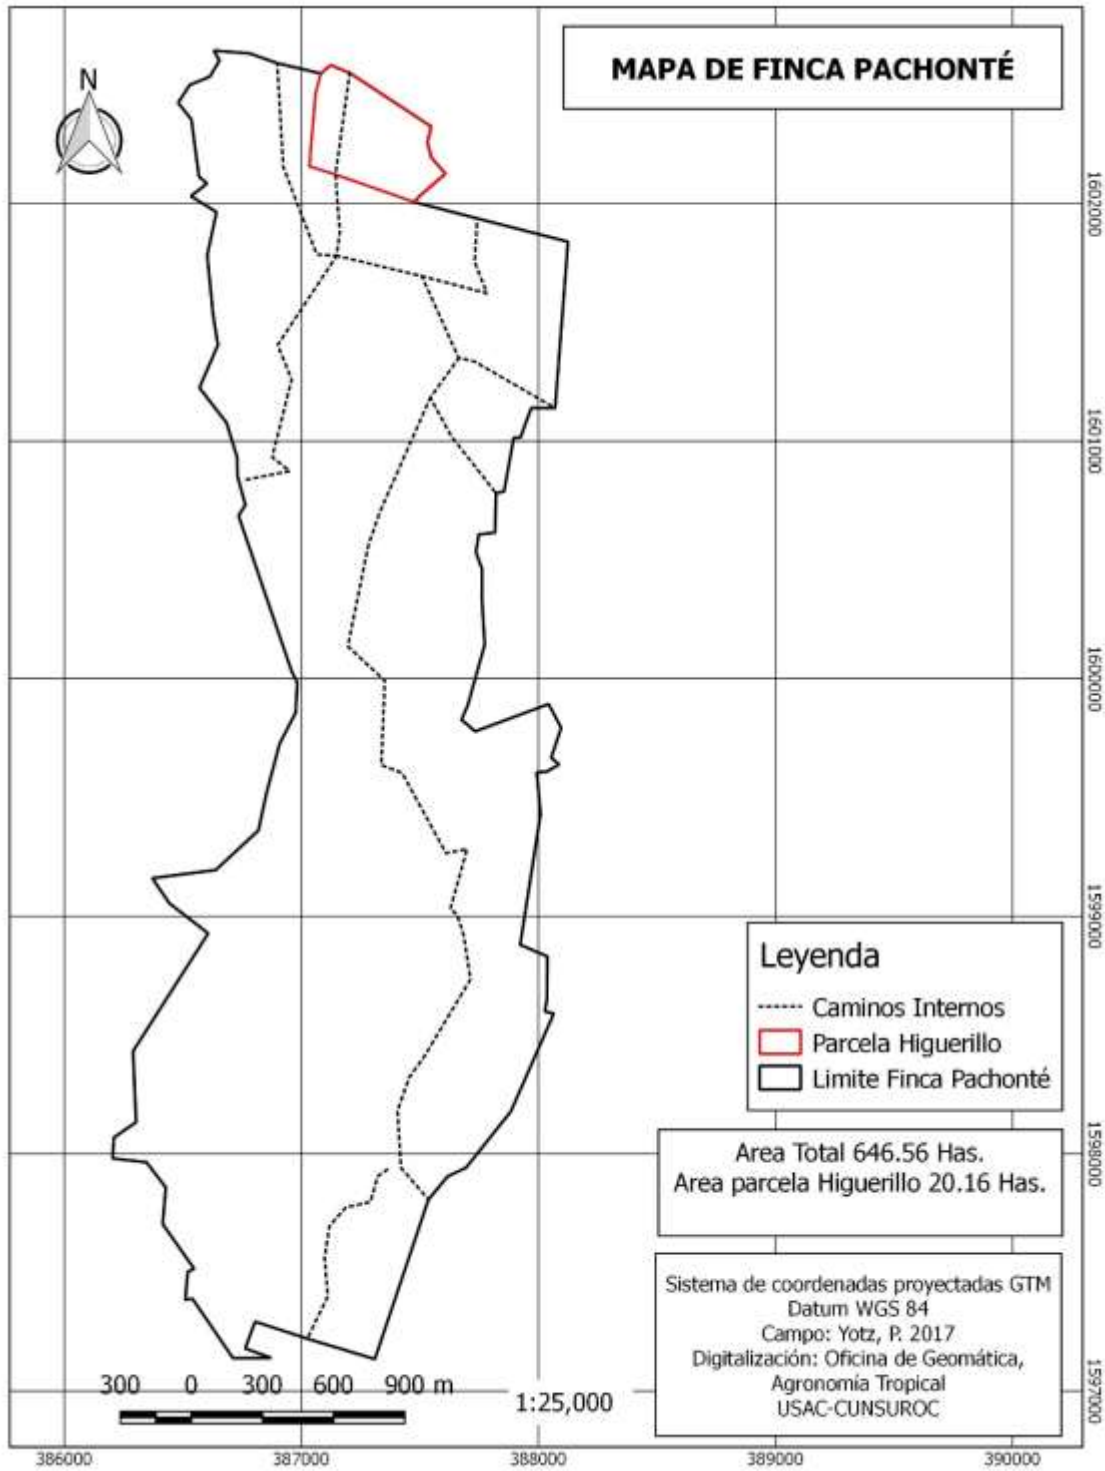 MAPA DE FINCA PACHONTÉ
N
1602000
1601000
1600000
1599000
1598000
1597000
Leyenda
Caminos Internos
Parcela Higuerillo
Limite Finca Pachonté
Area Total 646.56 Has.
Area parcela Higuerillo 20.16 Has.
Sistema de coordenadas proyectadas GTM
Datum WGS 84
Campo: Yotz, P. 2017
Digitalización: Oficina de Geomática,
Agronomía Tropical
USAC-CUNSUROC
300 0 300 600 900 m
1:25,000
386000 387000 388000 389000 390000